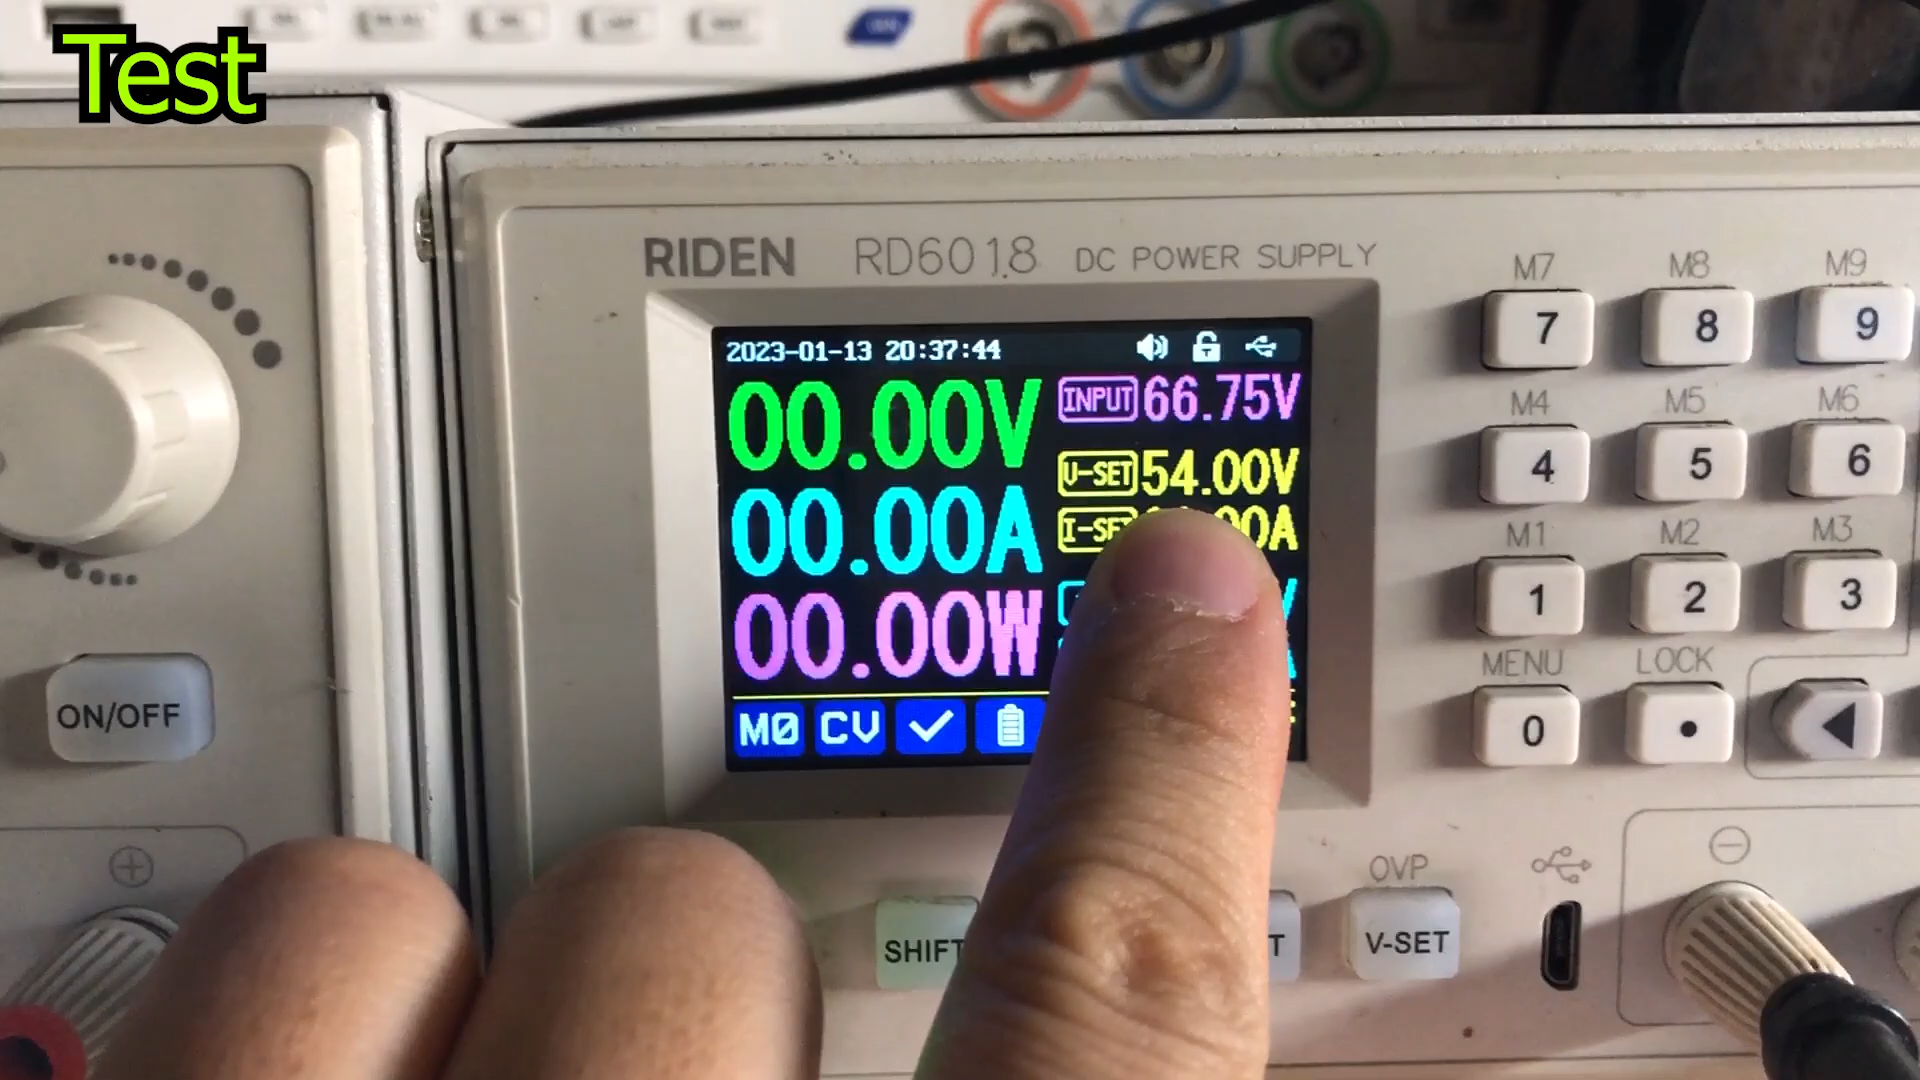 Test
RIDEN RD6018 DC POWER SUPPLY
2023-01-13 20:37:44
00.00V
INPUT 66.75V
V-SET 54.00V
00.00A
00.00W
M0 CV
ON/OFF
M7 M8 M9
7 8 9
M4 M5 M6
4 5 6
M1 M2 M3
1 2 3
MENU LOCK
0 •
SHIFT
OVP
V-SET